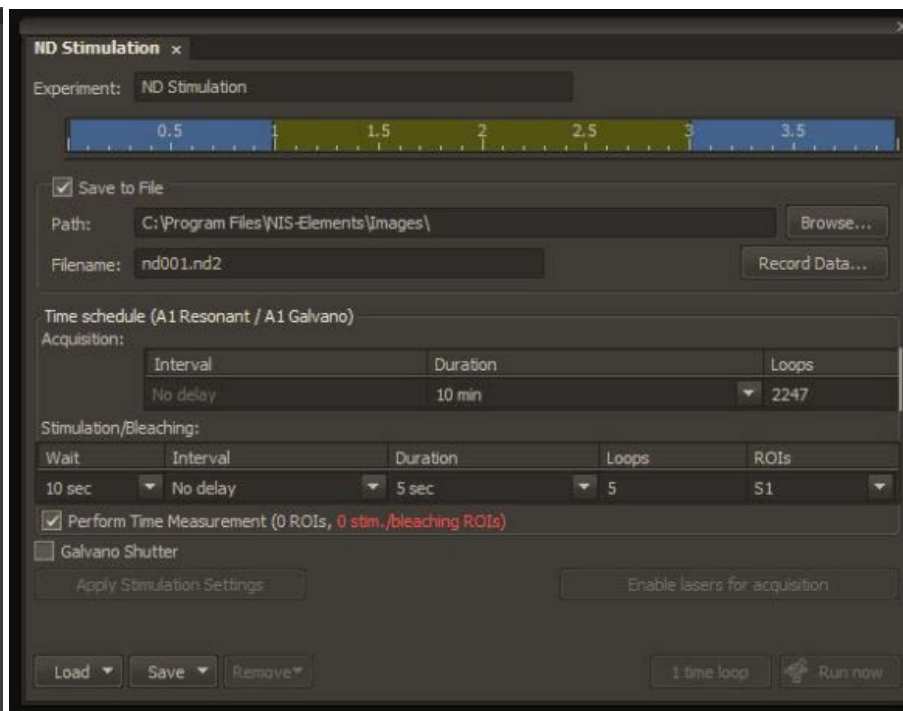 ND Stimulation ×
Experiment: ND Stimulation
0.5 1 1.5 2 2.5 3 3.5
Save to File
Path: C:\Program Files\NIS-Elements\Images\ Browse...
Filename: nd001.nd2 Record Data...
Time schedule (A1 Resonant / A1 Galvano)
Acquisition:
Interval Duration Loops
No delay 10 min 2247
Stimulation/Bleaching:
Wait Interval Duration Loops ROIs
10 sec No delay 5 sec 5 S1
Perform Time Measurement (0 ROIs, 0 stim./bleaching ROIs)
Galvano Shutter
Apply Stimulation Settings Enable lasers for acquisition
Load Save Remove 1 time loop Run now